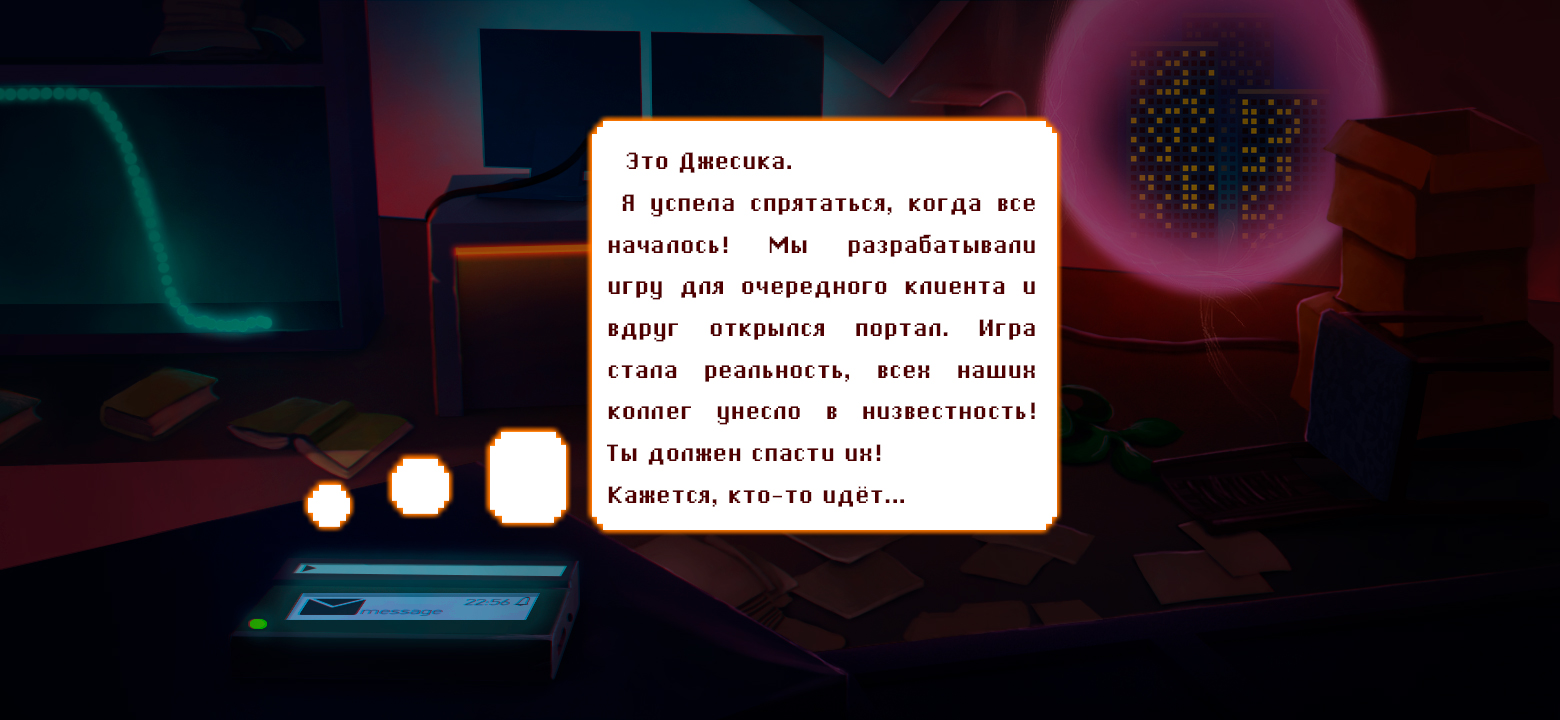 Это Джесика.
Я успела спрятаться, когда все
началось! Мы разрабатывали
игру для очередного клиента и
вдруг открылся портал. Игра
стала реальность, всех наших
коллег унесло в низвестность!
Ты должен спасти их!
Кажется, кто-то идёт...
message 22:56